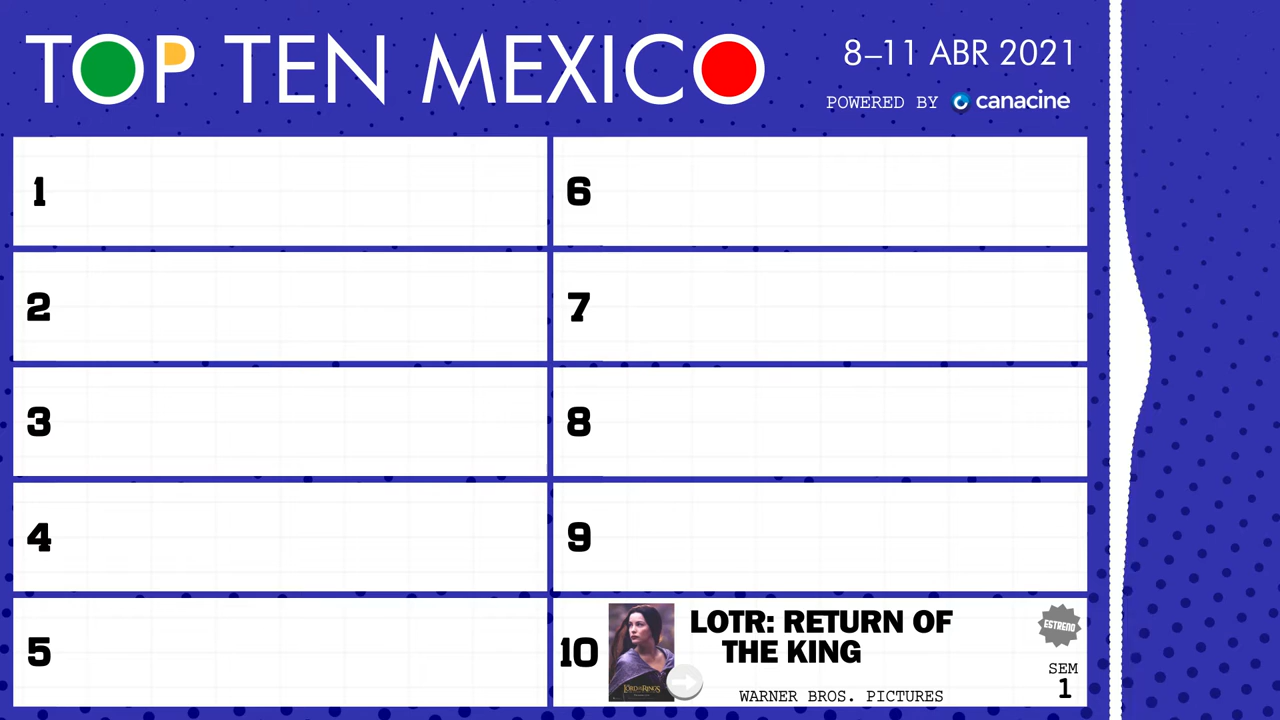 TOP TEN MEXICO
8–11 ABR 2021
POWERED BY canacine
1
2
3
4
5
6
7
8
9
10
LOTR: RETURN OF
THE KING
WARNER BROS. PICTURES
ESTRENO
SEM
1